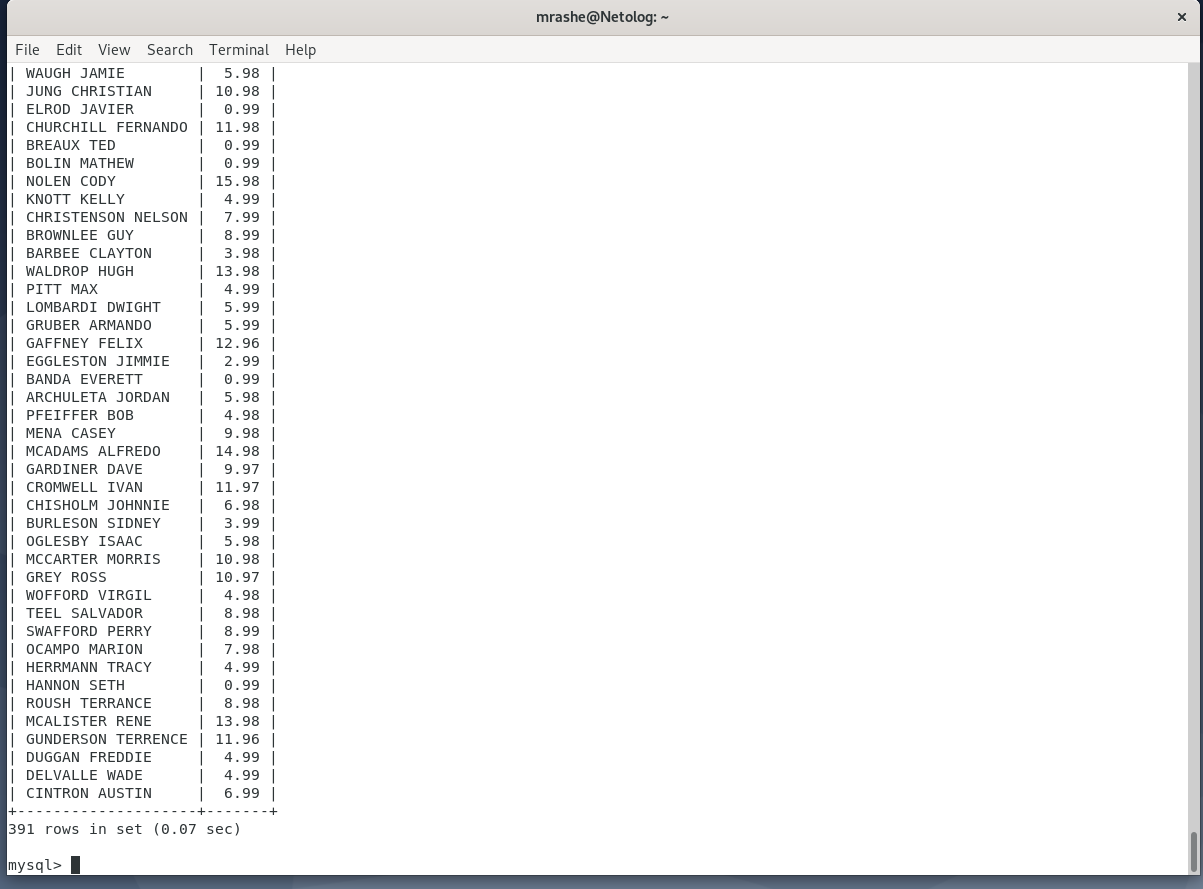 mrashe@Netolog: ~
File Edit View Search Terminal Help
| WAUGH JAMIE        |  5.98 |
| JUNG CHRISTIAN     | 10.98 |
| ELROD JAVIER       |  0.99 |
| CHURCHILL FERNANDO | 11.98 |
| BREAUX TED         |  0.99 |
| BOLIN MATHEW       |  0.99 |
| NOLEN CODY         | 15.98 |
| KNOTT KELLY        |  4.99 |
| CHRISTENSON NELSON |  7.99 |
| BROWNLEE GUY       |  8.99 |
| BARBEE CLAYTON     |  3.98 |
| WALDROP HUGH       | 13.98 |
| PITT MAX           |  4.99 |
| LOMBARDI DWIGHT    |  5.99 |
| GRUBER ARMANDO     |  5.99 |
| GAFFNEY FELIX      | 12.96 |
| EGGLESTON JIMMIE   |  2.99 |
| BANDA EVERETT      |  0.99 |
| ARCHULETA JORDAN   |  5.98 |
| PFEIFFER BOB       |  4.98 |
| MENA CASEY         |  9.98 |
| MCADAMS ALFREDO    | 14.98 |
| GARDINER DAVE      |  9.97 |
| CROMWELL IVAN      | 11.97 |
| CHISHOLM JOHNNIE   |  6.98 |
| BURLESON SIDNEY    |  3.99 |
| OGLESBY ISAAC      |  5.98 |
| MCCARTER MORRIS    | 10.98 |
| GREY ROSS          | 10.97 |
| WOFFORD VIRGIL     |  4.98 |
| TEEL SALVADOR      |  8.98 |
| SWAFFORD PERRY     |  8.99 |
| OCAMPO MARION      |  7.98 |
| HERRMANN TRACY     |  4.99 |
| HANNON SETH        |  0.99 |
| ROUSH TERRANCE     |  8.98 |
| MCALISTER RENE     | 13.98 |
| GUNDERSON TERRENCE | 11.96 |
| DUGGAN FREDDIE     |  4.99 |
| DELVALLE WADE      |  4.99 |
| CINTRON AUSTIN     |  6.99 |
+--------------------+-------+
391 rows in set (0.07 sec)
mysql>